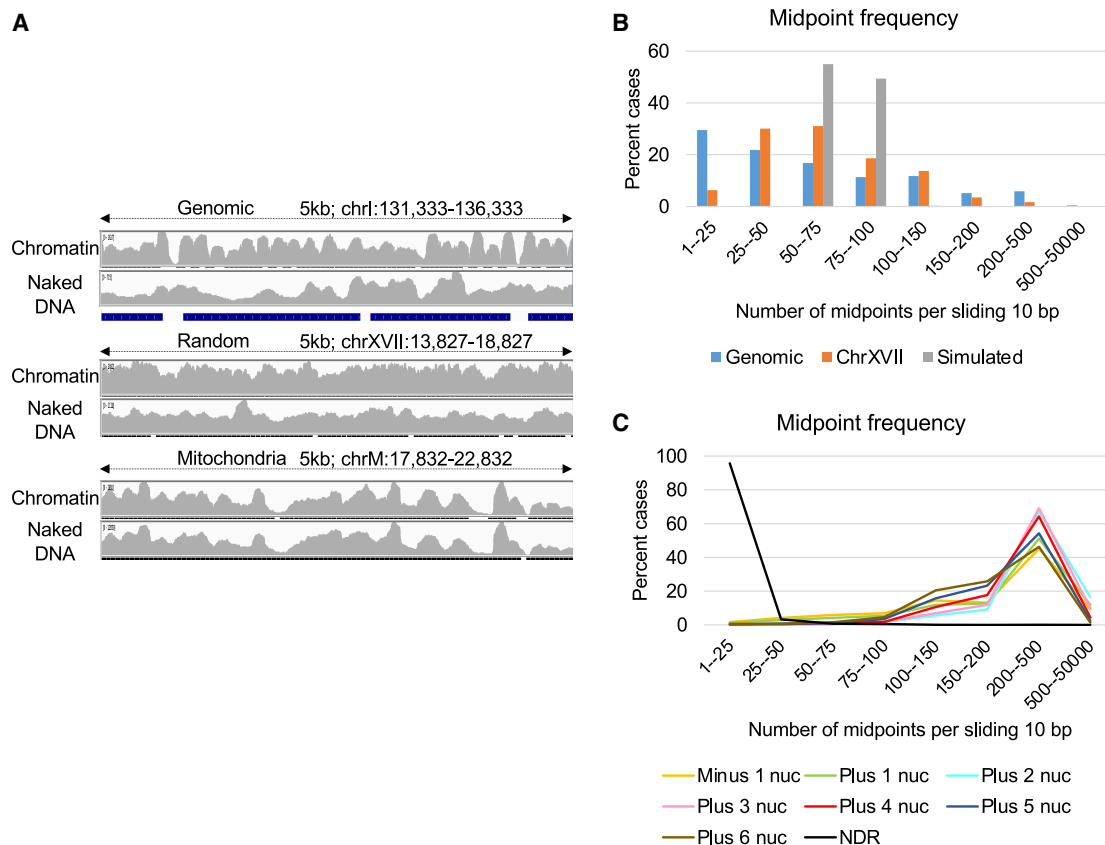 A
Genomic 5kb; chrI:131,333-136,333
Chromatin
Naked
DNA
Random 5kb; chrXVII:13,827-18,827
Chromatin
Naked
DNA
Mitochondria 5kb; chrM:17,832-22,832
Chromatin
Naked
DNA
B
Midpoint frequency
Percent cases
60
40
20
0
1--25
25--50
50--75
75--100
100--150
150--200
200--500
500--50000
Number of midpoints per sliding 10 bp
Genomic ChrXVII Simulated
C
Midpoint frequency
Percent cases
100
80
60
40
20
0
1--25
25--50
50--75
75--100
100--150
150--200
200--500
500--50000
Number of midpoints per sliding 10 bp
Minus 1 nuc Plus 1 nuc Plus 2 nuc
Plus 3 nuc Plus 4 nuc Plus 5 nuc
Plus 6 nuc NDR